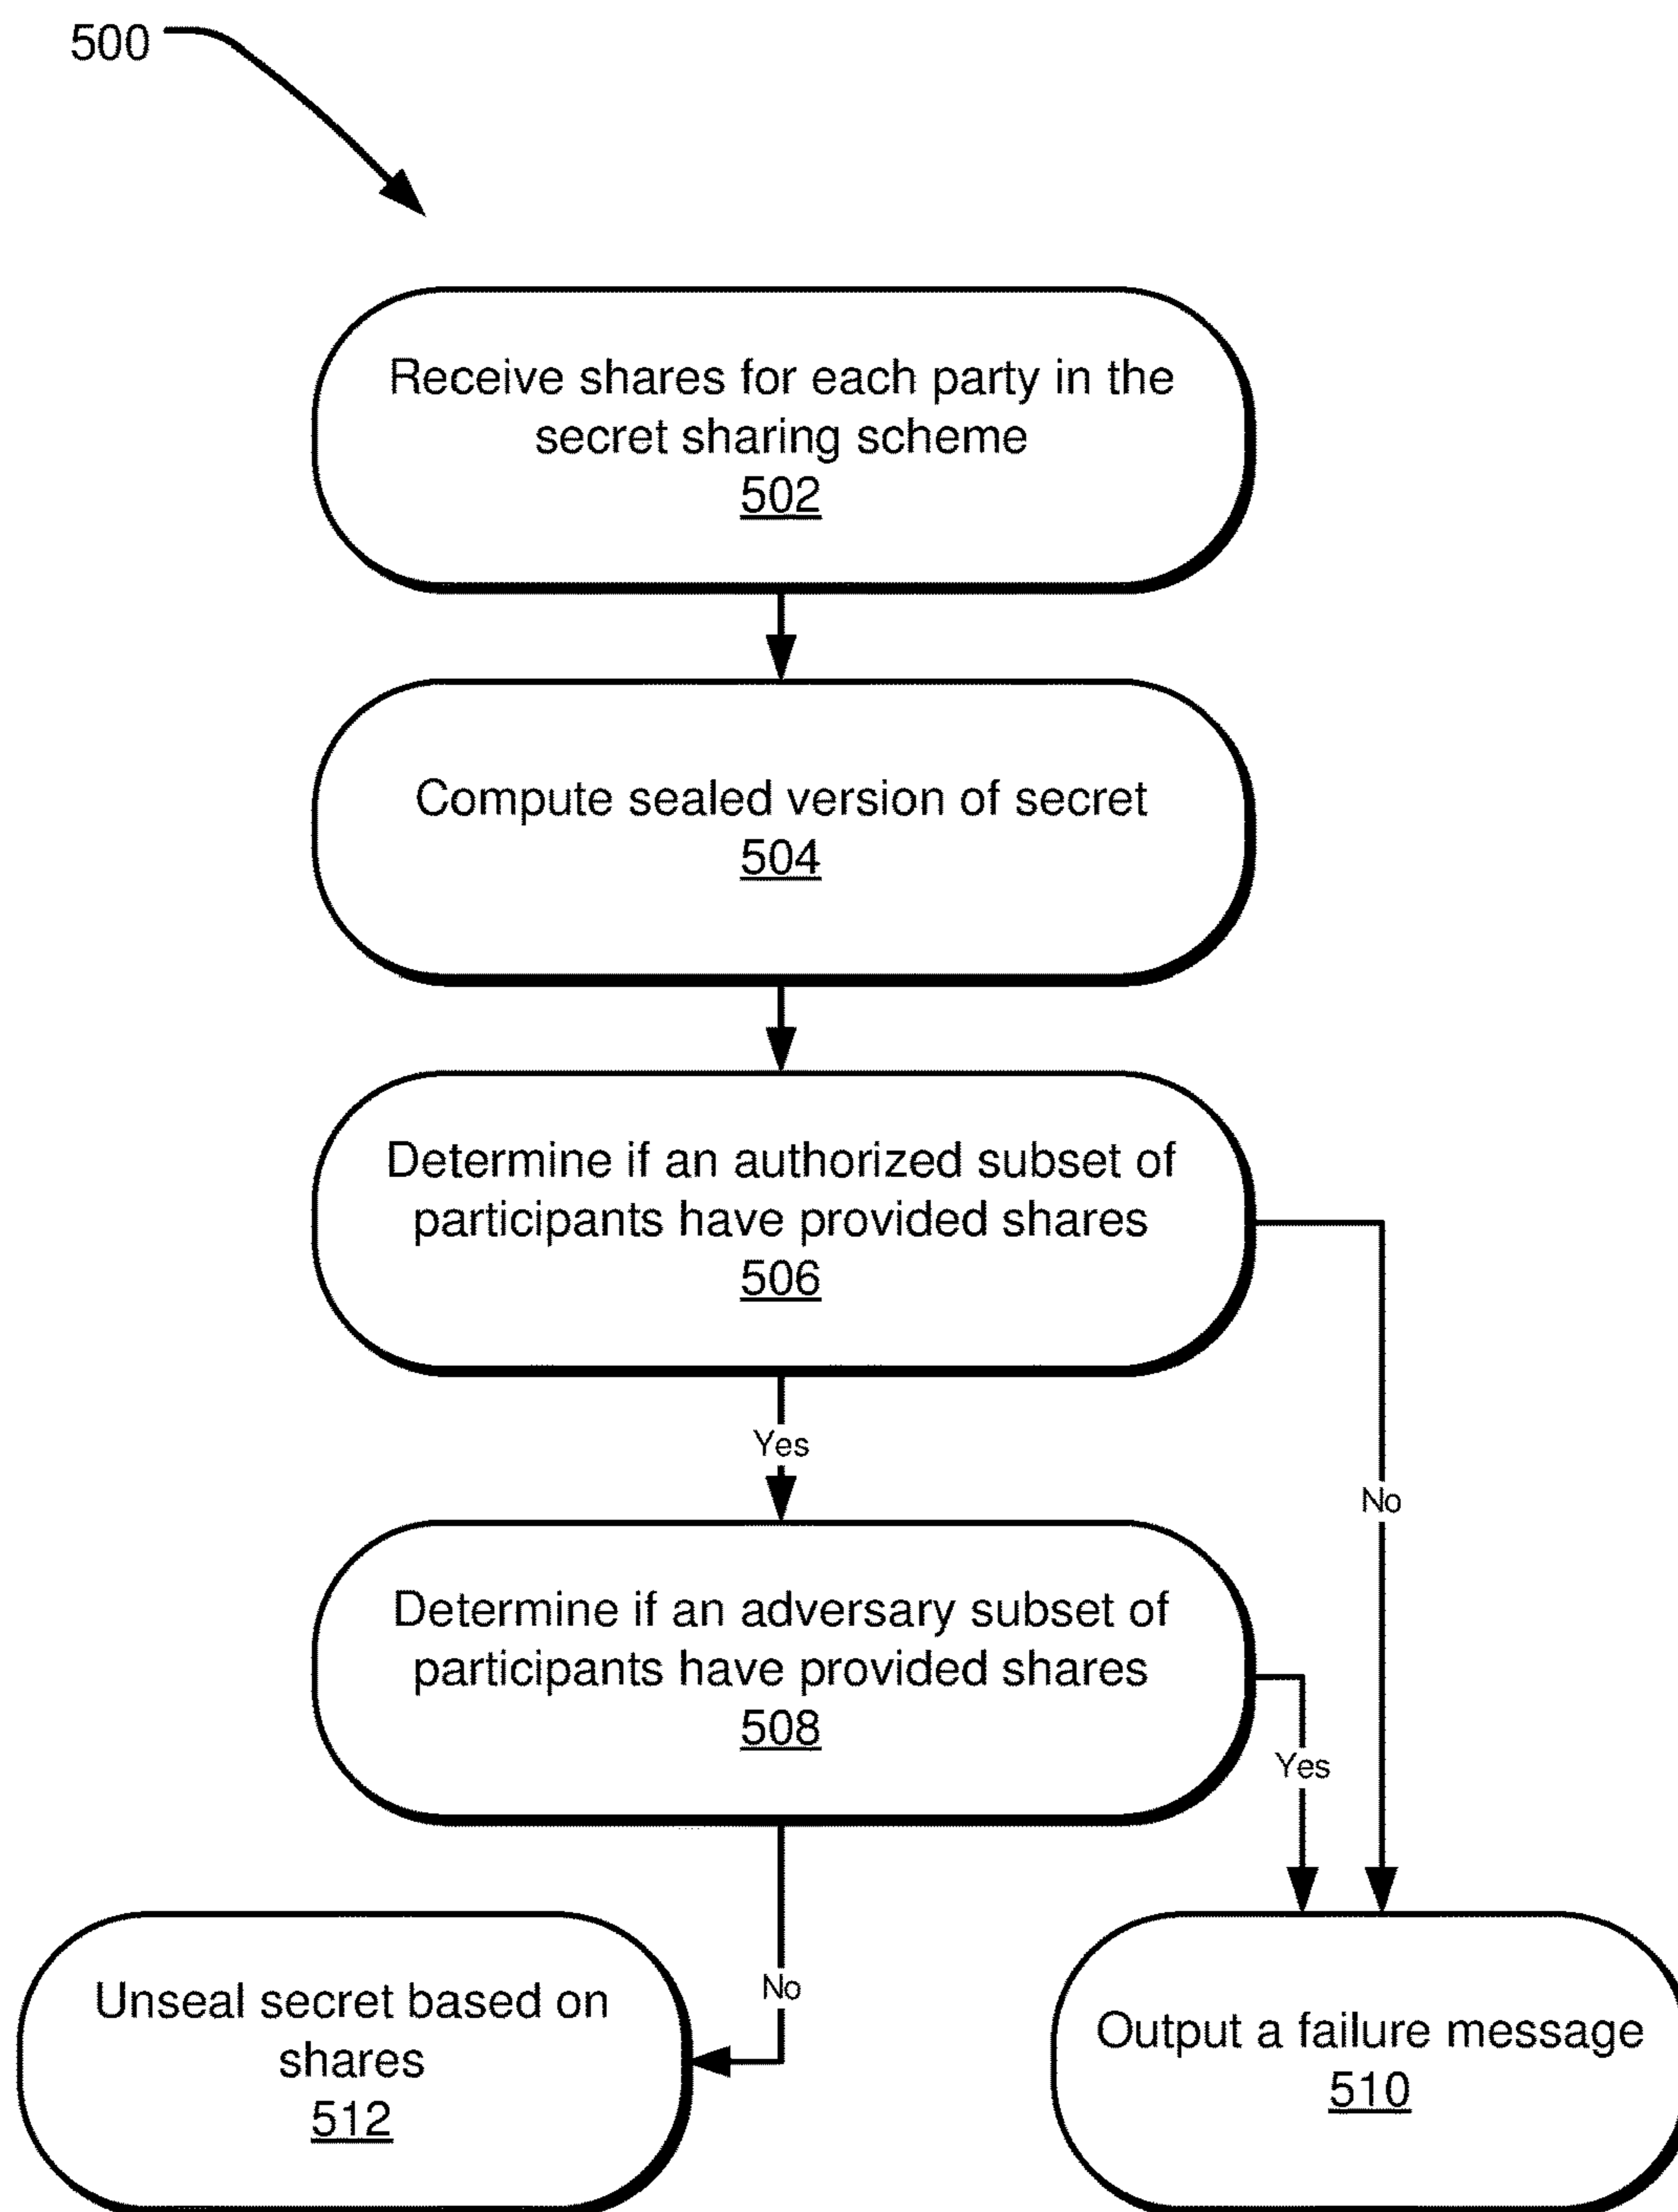 500
Receive shares for each party in the
secret sharing scheme
502
Compute sealed version of secret
504
Determine if an authorized subset of
participants have provided shares
506
Yes
No
Determine if an adversary subset of
participants have provided shares
508
Yes
No
Unseal secret based on
shares
512
Output a failure message
510